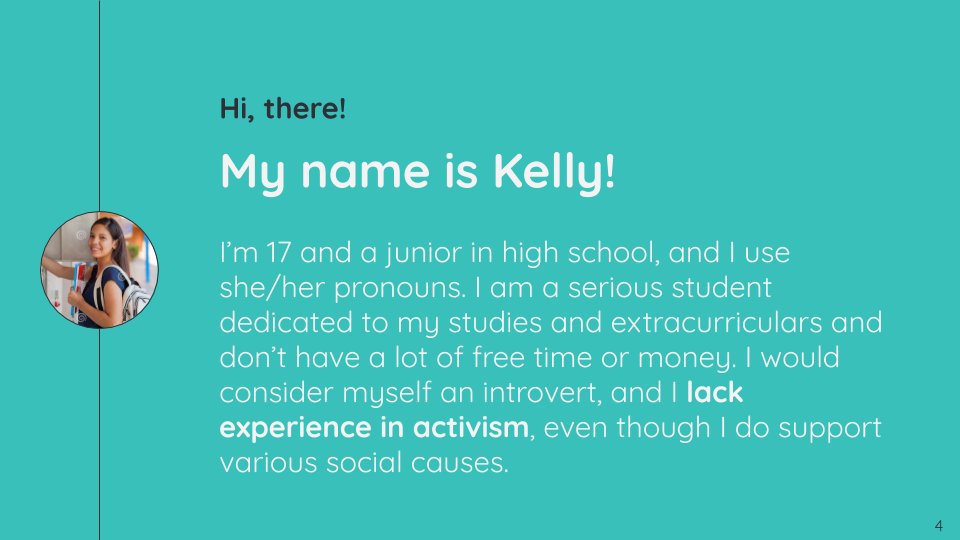 Hi, there!
My name is Kelly!
I’m 17 and a junior in high school, and I use
she/her pronouns. I am a serious student
dedicated to my studies and extracurriculars and
don’t have a lot of free time or money. I would
consider myself an introvert, and I lack
experience in activism, even though I do support
various social causes.
4